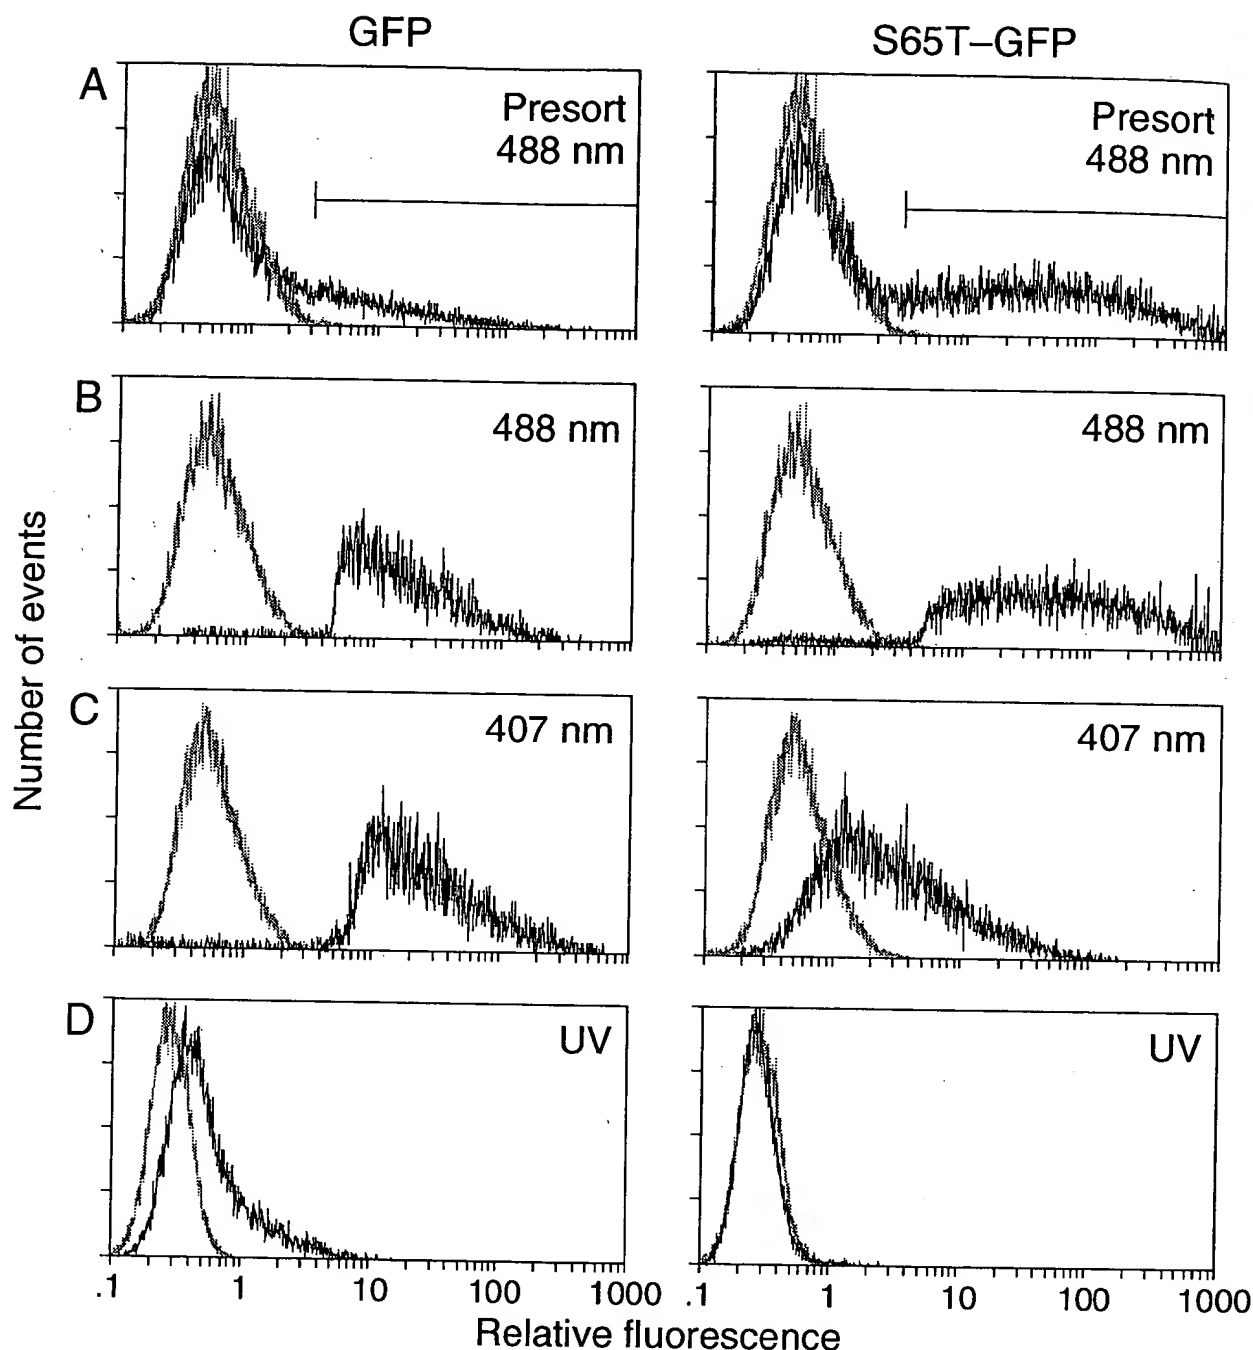 GFP
S65T–GFP
A
Presort
488 nm
Presort
488 nm
B
488 nm
488 nm
C
407 nm
407 nm
D
UV
UV
Number of events
.1 1 10 100 1000
.1 1 10 100 1000
Relative fluorescence